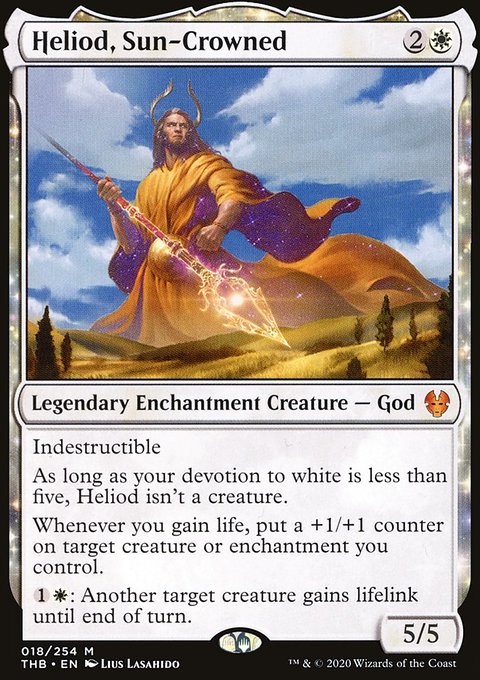 Heliod, Sun-Crowned 2
Legendary Enchantment Creature — God
Indestructible
As long as your devotion to white is less than
five, Heliod isn't a creature.
Whenever you gain life, put a +1/+1 counter
on target creature or enchantment you
control.
1 : Another target creature gains lifelink
until end of turn.
5/5
018/254 M
THB • EN Lius Lasahido
™ & © 2020 Wizards of the Coast